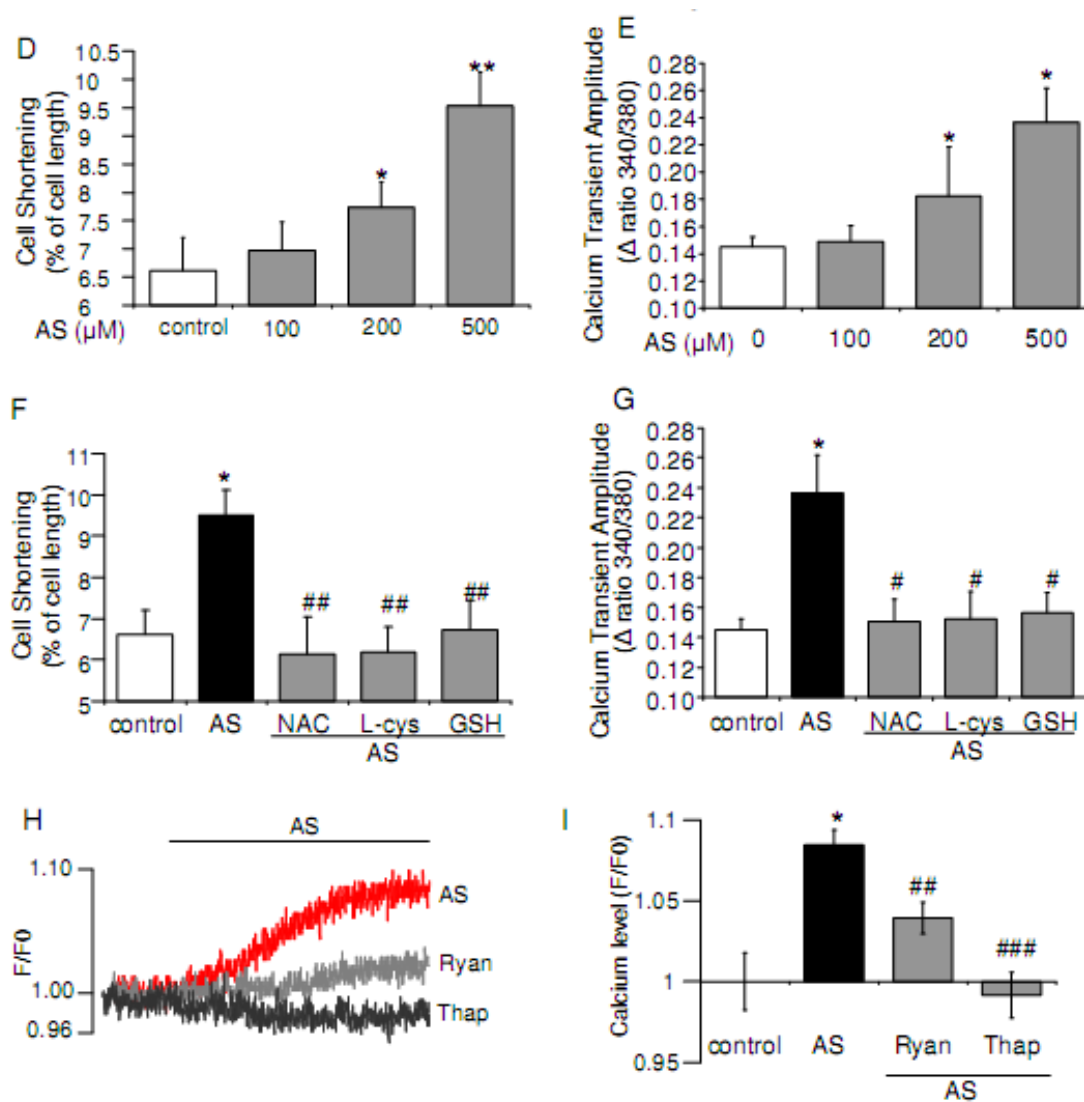 D
Cell Shortening
(% of cell length)
10.5
10
9.5
9
8.5
8
7.5
7
6.5
6
*
**
AS (µM)
control
100
200
500
E
Calcium Transient Amplitude
(Δ ratio 340/380)
0.28
0.26
0.24
0.22
0.20
0.18
0.16
0.14
0.12
0.10
*
*
AS (µM)
0
100
200
500
F
Cell Shortening
(% of cell length)
11
10
9
8
7
6
5
*
##
##
##
control
AS
NAC
L-cys
GSH
AS
G
Calcium Transient Amplitude
(Δ ratio 340/380)
0.28
0.26
0.24
0.22
0.20
0.18
0.16
0.14
0.12
0.10
*
#
#
#
control
AS
NAC
L-cys
GSH
AS
H
AS
F/F0
1.10
1.00
0.96
AS
Ryan
Thap
I
Calcium level (F/F0)
1.1
1.05
1
0.95
*
##
###
control
AS
Ryan
Thap
AS